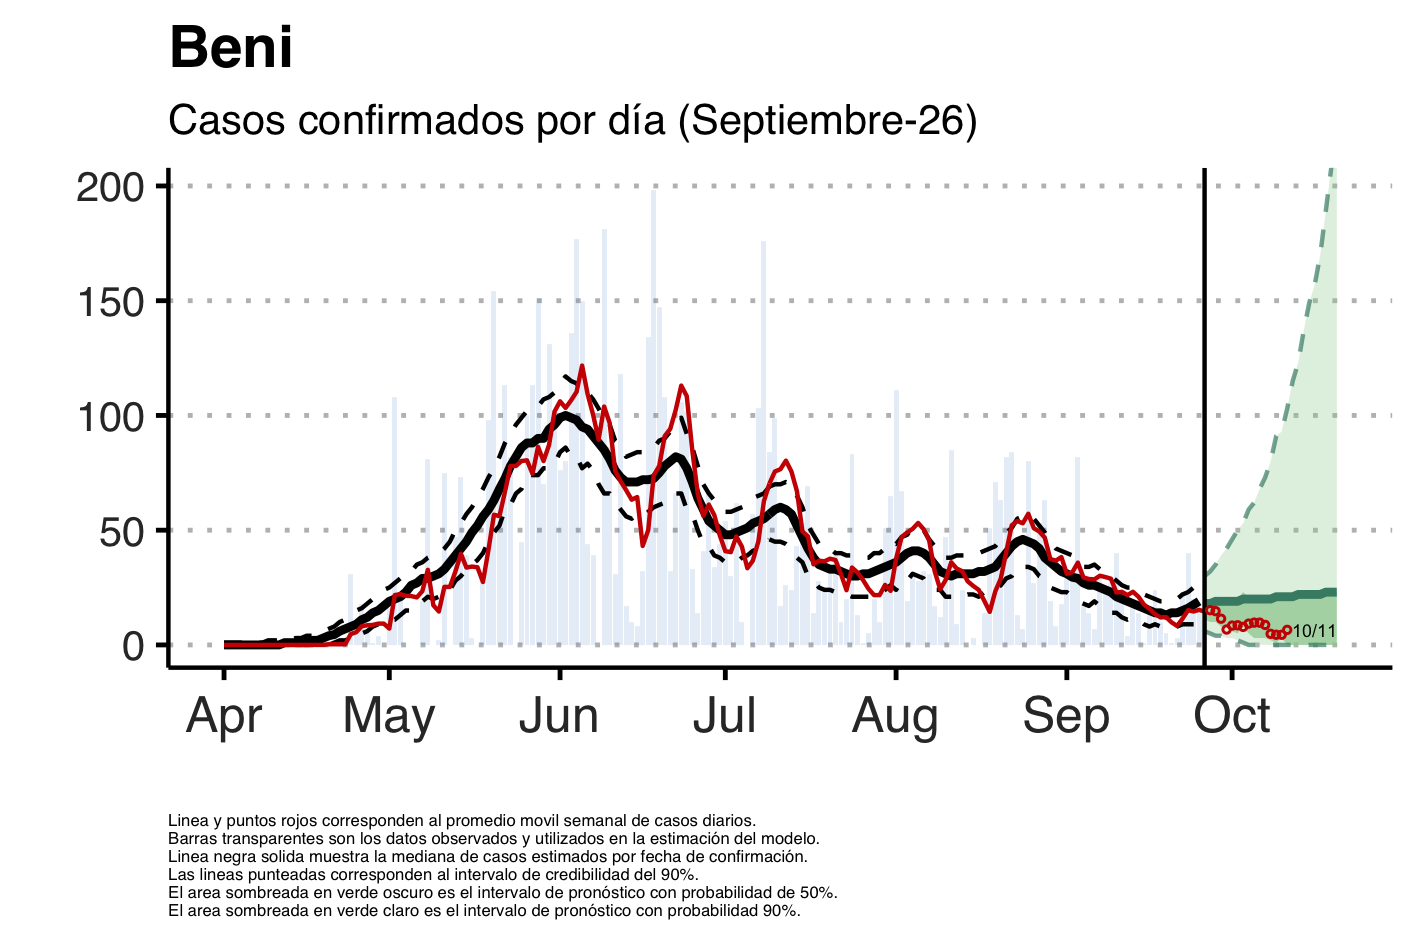 Beni
Casos confirmados por día (Septiembre-26)
200
150
100
50
0
10/11
Apr May Jun Jul Aug Sep Oct
Linea y puntos rojos corresponden al promedio movil semanal de casos diarios.
Barras transparentes son los datos observados y utilizados en la estimación del modelo.
Linea negra solida muestra la mediana de casos estimados por fecha de confirmación.
Las lineas punteadas corresponden al intervalo de credibilidad del 90%.
El area sombreada en verde oscuro es el intervalo de pronóstico con probabilidad de 50%.
El area sombreada en verde claro es el intervalo de pronóstico con probabilidad 90%.